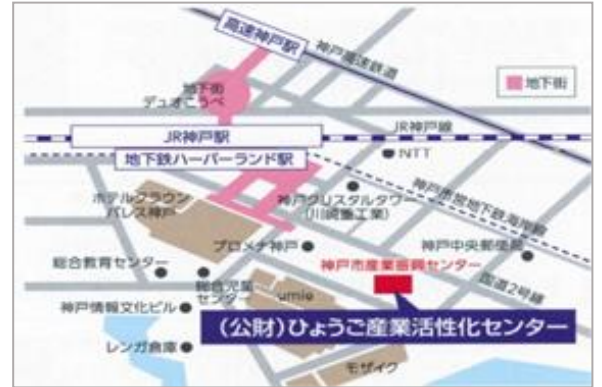 高速神戸駅
神戸高速鉄道
地下街
デュオこうべ
地下街
JR神戸駅
JR神戸線
地下鉄ハーバーランド駅
NTT
神戸市営地下鉄海岸線
ホテルクラウン
パレス神戸
神戸クリスタルタワー
(川崎重工業)
プロメナ神戸
神戸中央郵便局
総合教育センター
総合児童
センター
神戸市産業振興センター
国道2号線
umie
神戸情報文化ビル
(公財)ひょうご産業活性化センター
レンガ倉庫
モザイク